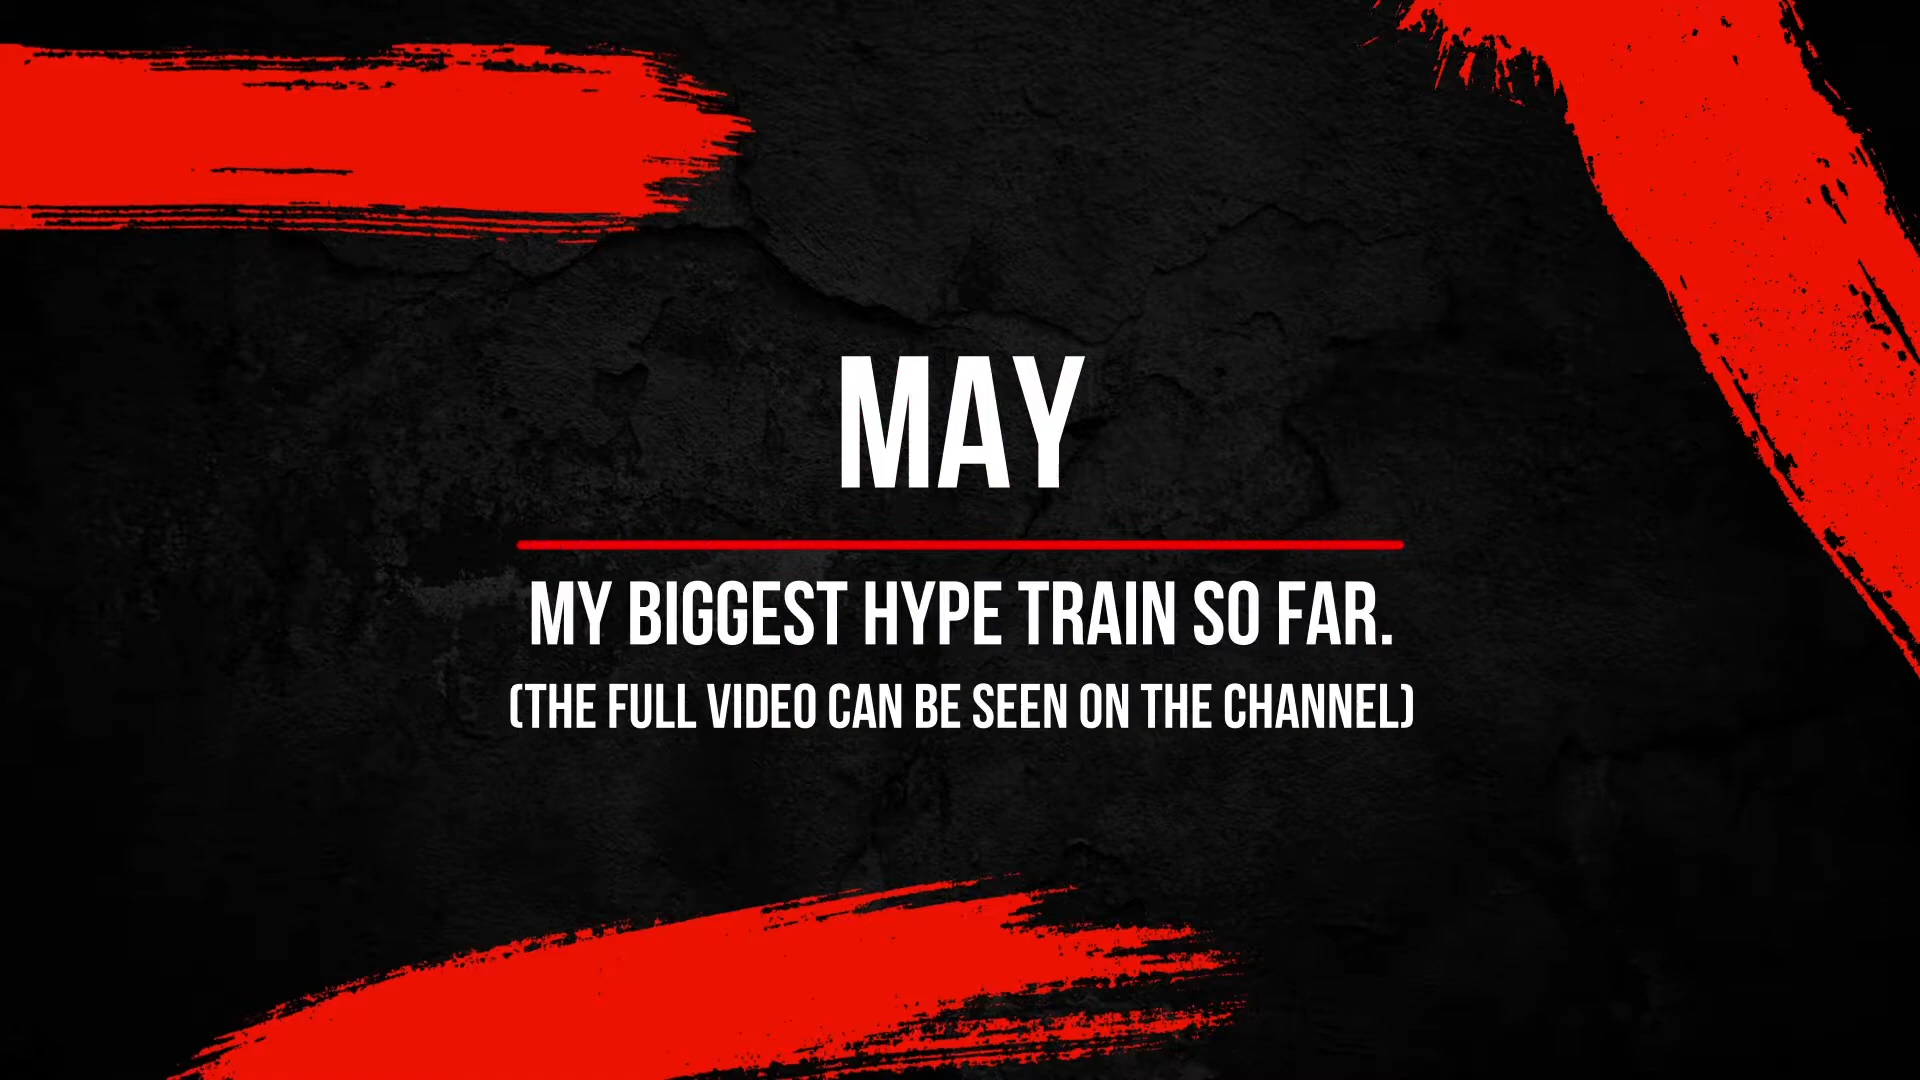 MAY
MY BIGGEST HYPE TRAIN SO FAR.
(THE FULL VIDEO CAN BE SEEN ON THE CHANNEL)